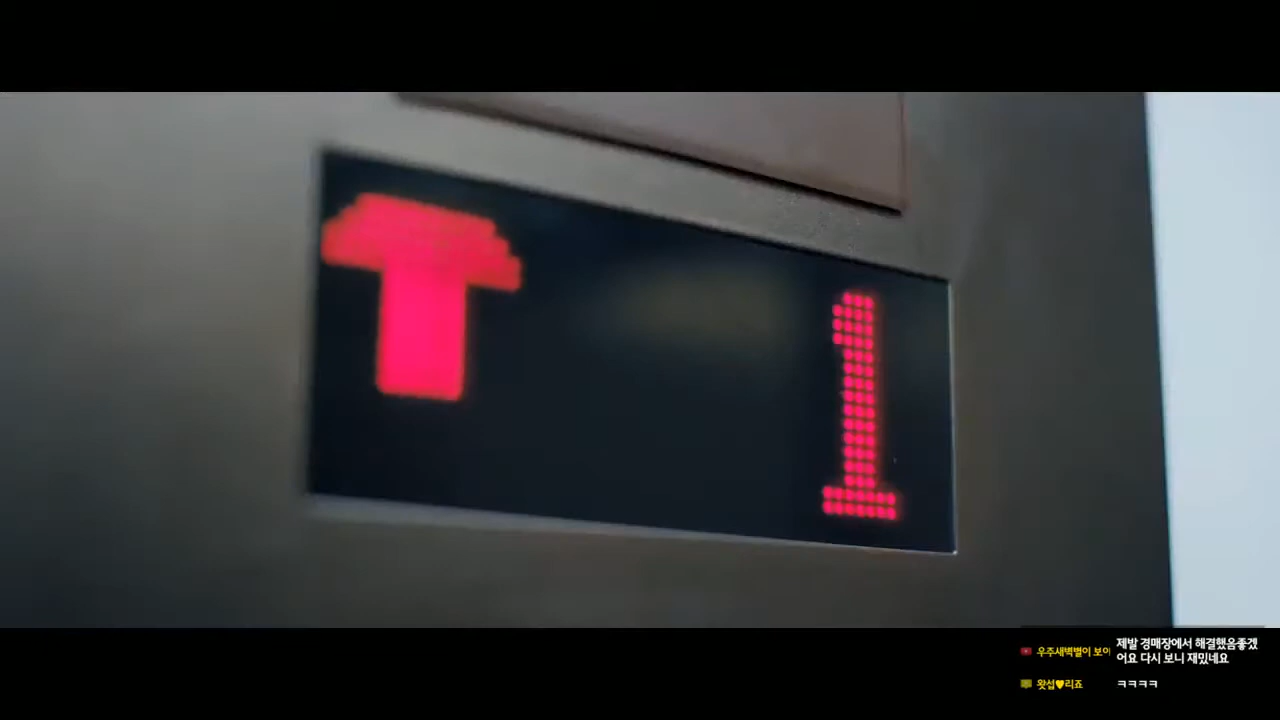 1
우주새벽별이 보이
제발 경매장에서 해결했음좋겠
어요 다시 보니 재밌네요
왓섭♥리죠
ㅋㅋㅋㅋ